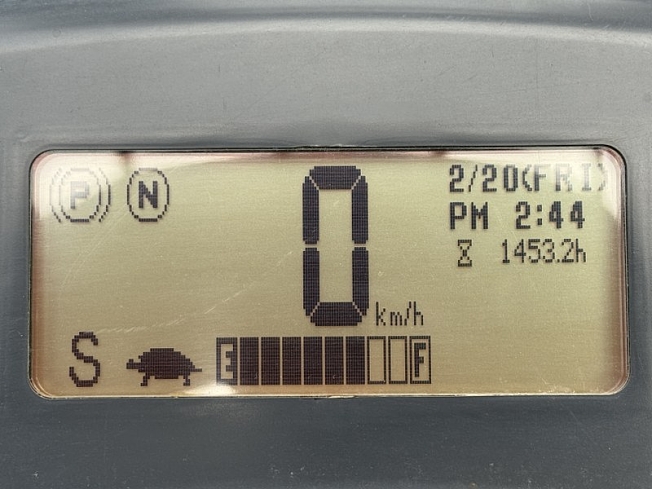 P N
0 km/h
2/20(FRI)
PM 2:44
1453.2h
S
E F